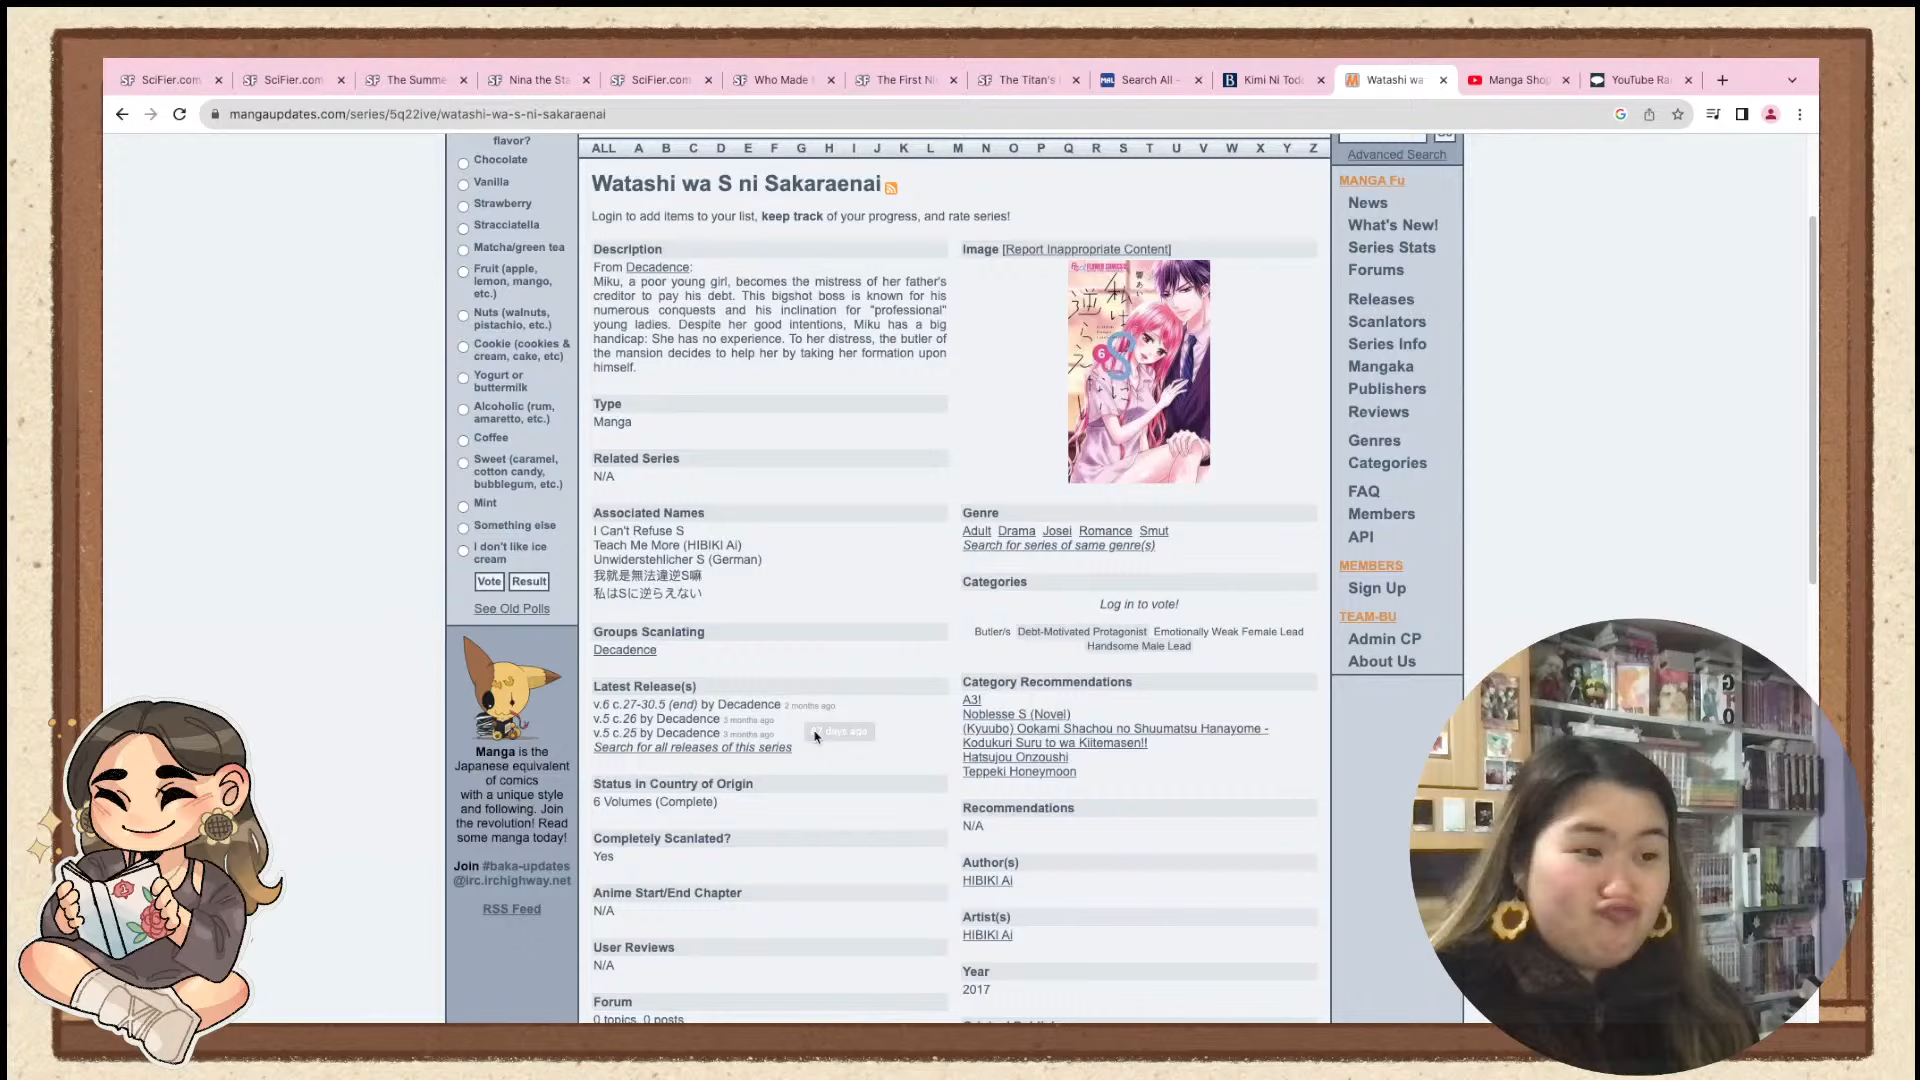 SciFier.com
SciFier.com
The Summe
Nina the Sta
SciFier.com
Who Made
The First Ni
The Titan's
Search All -
Kimi Ni Todo
Watashi wa
Manga Shop
YouTube Ra
mangaupdates.com/series/5q22ive/watashi-wa-s-ni-sakaraenai
flavor?
Chocolate
Vanilla
Strawberry
Stracciatella
Matcha/green tea
Fruit (apple,
lemon, mango,
etc.)
Nuts (walnuts,
pistachio, etc.)
Cookie (cookies &
cream, cake, etc)
Yogurt or
buttermilk
Alcoholic (rum,
amaretto, etc.)
Coffee
Sweet (caramel,
cotton candy,
bubblegum, etc.)
Mint
Something else
I don't like ice
cream
Vote Result
See Old Polls
Manga is the
Japanese equivalent
of comics
with a unique style
and following. Join
the revolution! Read
some manga today!
Join #baka-updates
@irc.irchighway.net
RSS Feed
ALL A B C D E F G H I J K L M N O P Q R S T U V W X Y Z
Watashi wa S ni Sakaraenai
Login to add items to your list, keep track of your progress, and rate series!
Description
From Decadence:
Miku, a poor young girl, becomes the mistress of her father's
creditor to pay his debt. This bigshot boss is known for his
numerous conquests and his inclination for "professional"
young ladies. Despite her good intentions, Miku has a big
handicap: She has no experience. To her distress, the butler of
the mansion decides to help her by taking her formation upon
himself.
Type
Manga
Related Series
N/A
Associated Names
I Can't Refuse S
Teach Me More (HIBIKI Ai)
Unwiderstehlicher S (German)
我就是無法違逆S嘛
私はSに逆らえない
Groups Scanlating
Decadence
Latest Release(s)
v.6 c.27-30.5 (end) by Decadence 2 months ago
v.5 c.26 by Decadence 3 months ago
v.5 c.25 by Decadence 3 months ago
days ago
Search for all releases of this series
Status in Country of Origin
6 Volumes (Complete)
Completely Scanlated?
Yes
Anime Start/End Chapter
N/A
User Reviews
N/A
Forum
0 topics, 0 posts
Image [Report Inappropriate Content]
FLOWER COMICS
響あい
私は
S
に
逆らえない
6
Genre
Adult Drama Josei Romance Smut
Search for series of same genre(s)
Categories
Log in to vote!
Butler/s Debt-Motivated Protagonist Emotionally Weak Female Lead
Handsome Male Lead
Category Recommendations
A3!
Noblesse S (Novel)
(Kyuubo) Ookami Shachou no Shuumatsu Hanayome -
Kodukuri Suru to wa Kiitemasen!!
Hatsujou Onzoushi
Teppeki Honeymoon
Recommendations
N/A
Author(s)
HIBIKI Ai
Artist(s)
HIBIKI Ai
Year
2017
Advanced Search
MANGA Fu
News
What's New!
Series Stats
Forums
Releases
Scanlators
Series Info
Mangaka
Publishers
Reviews
Genres
Categories
FAQ
Members
API
MEMBERS
Sign Up
TEAM-BU
Admin CP
About Us